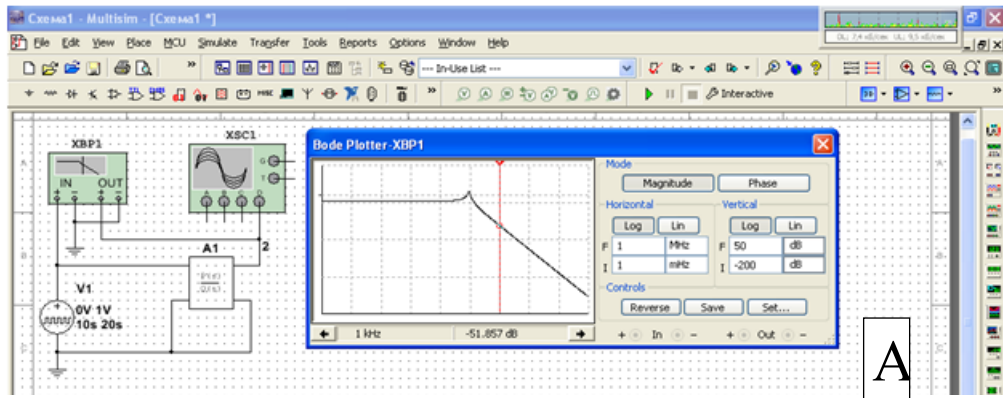 Схема1 - Multisim - [Схема1 *]
File Edit View Place MCU Simulate Transfer Tools Reports Options Window Help
--- In-Use List ---
Interactive
XBP1
IN OUT
XSC1
G
T
A B C D
A1
2
V1
0V 1V
10s 20s
Bode Plotter-XBP1
Mode
Magnitude Phase
Horizontal Vertical
Log Lin Log Lin
F 1 MHz F 50 dB
I 1 mHz I -200 dB
Controls
Reverse Save Set...
1 kHz -51.857 dB
+ In - + Out -
A